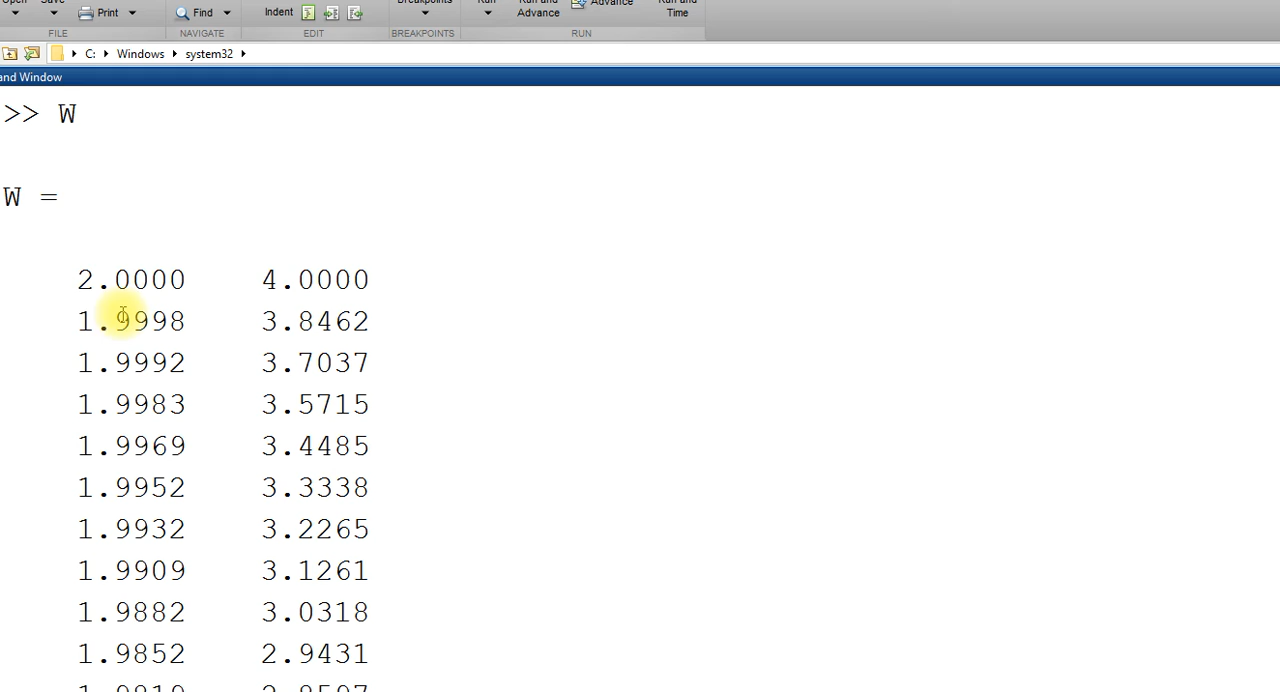 Open Save Print Find Indent Breakpoints Run Run and Advance Advance Run and Time
FILE NAVIGATE EDIT BREAKPOINTS RUN
C: Windows system32
and Window
>> W
W =
2.0000 4.0000
1.9998 3.8462
1.9992 3.7037
1.9983 3.5715
1.9969 3.4485
1.9952 3.3338
1.9932 3.2265
1.9909 3.1261
1.9882 3.0318
1.9852 2.9431